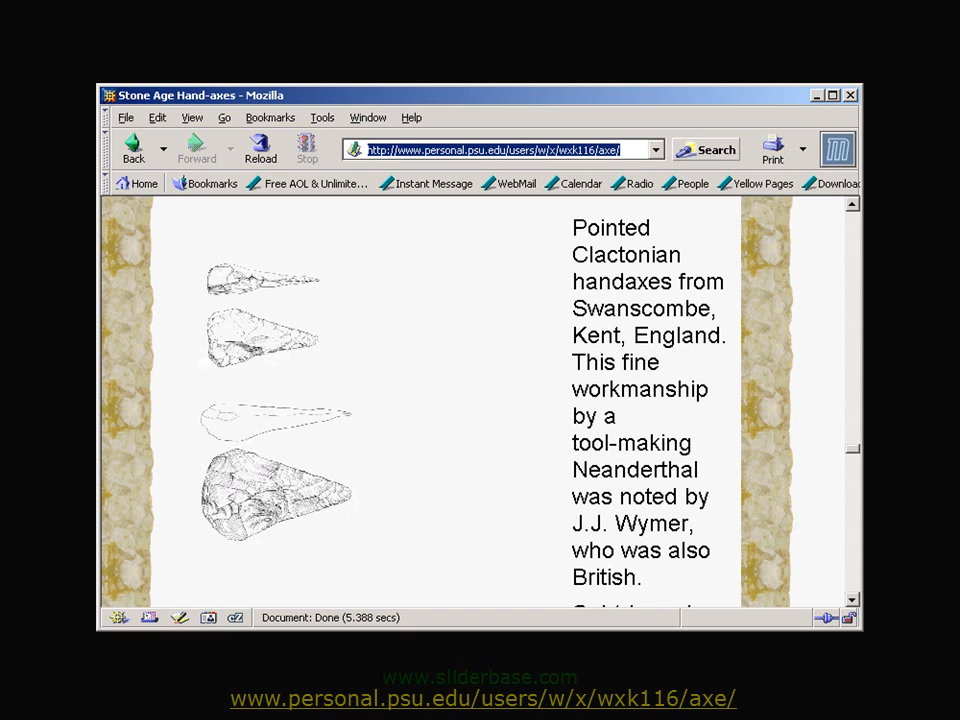 Stone Age Hand-axes - Mozilla
File Edit View Go Bookmarks Tools Window Help
Back Forward Reload Stop http://www.personal.psu.edu/users/w/x/wxk116/axe/ Search Print
Home Bookmarks Free AOL & Unlimite... Instant Message WebMail Calendar Radio People Yellow Pages Download
Pointed
Clactonian
handaxes from
Swanscombe,
Kent, England.
This fine
workmanship
by a
tool-making
Neanderthal
was noted by
J.J. Wymer,
who was also
British.
Document: Done (5.388 secs)
www.sliderbase.com
www.personal.psu.edu/users/w/x/wxk116/axe/